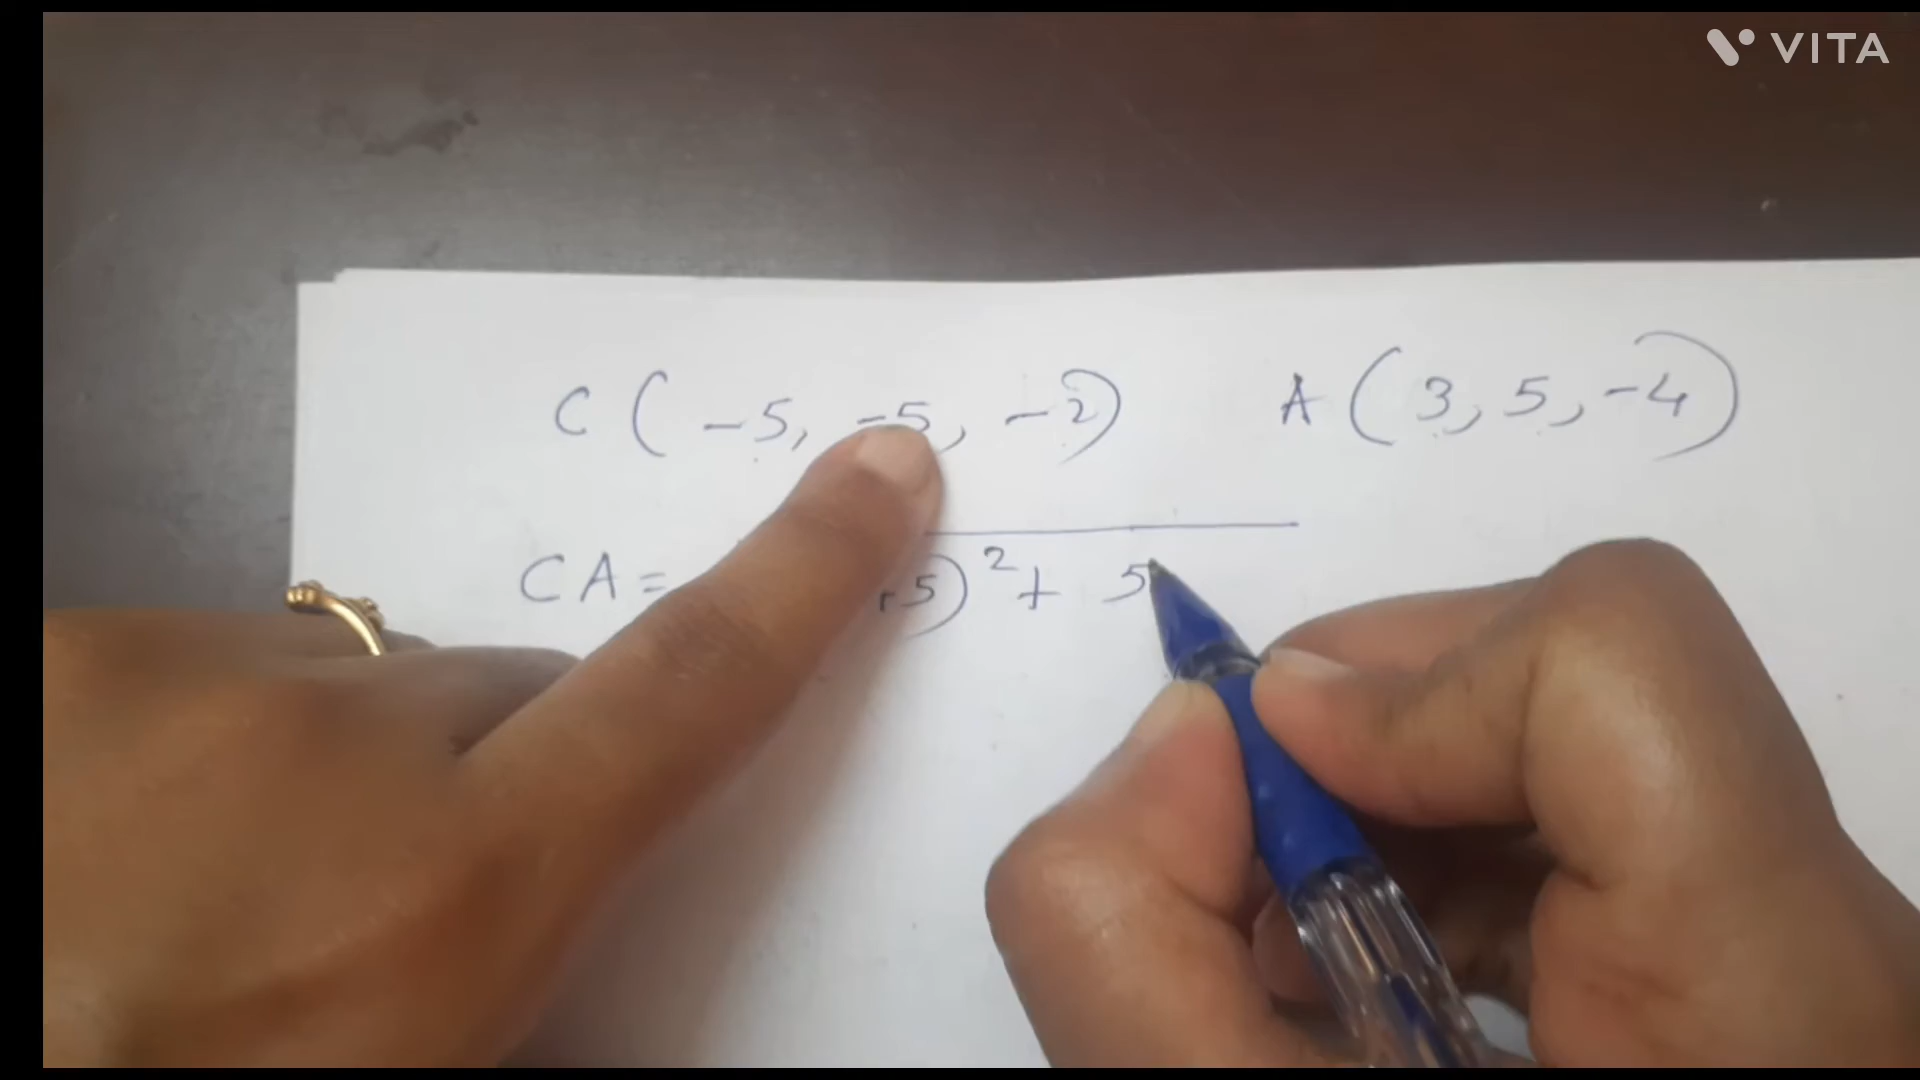 VITA
C (-5, -5, -2) A (3, 5, -4)
CA= +5)² + 5